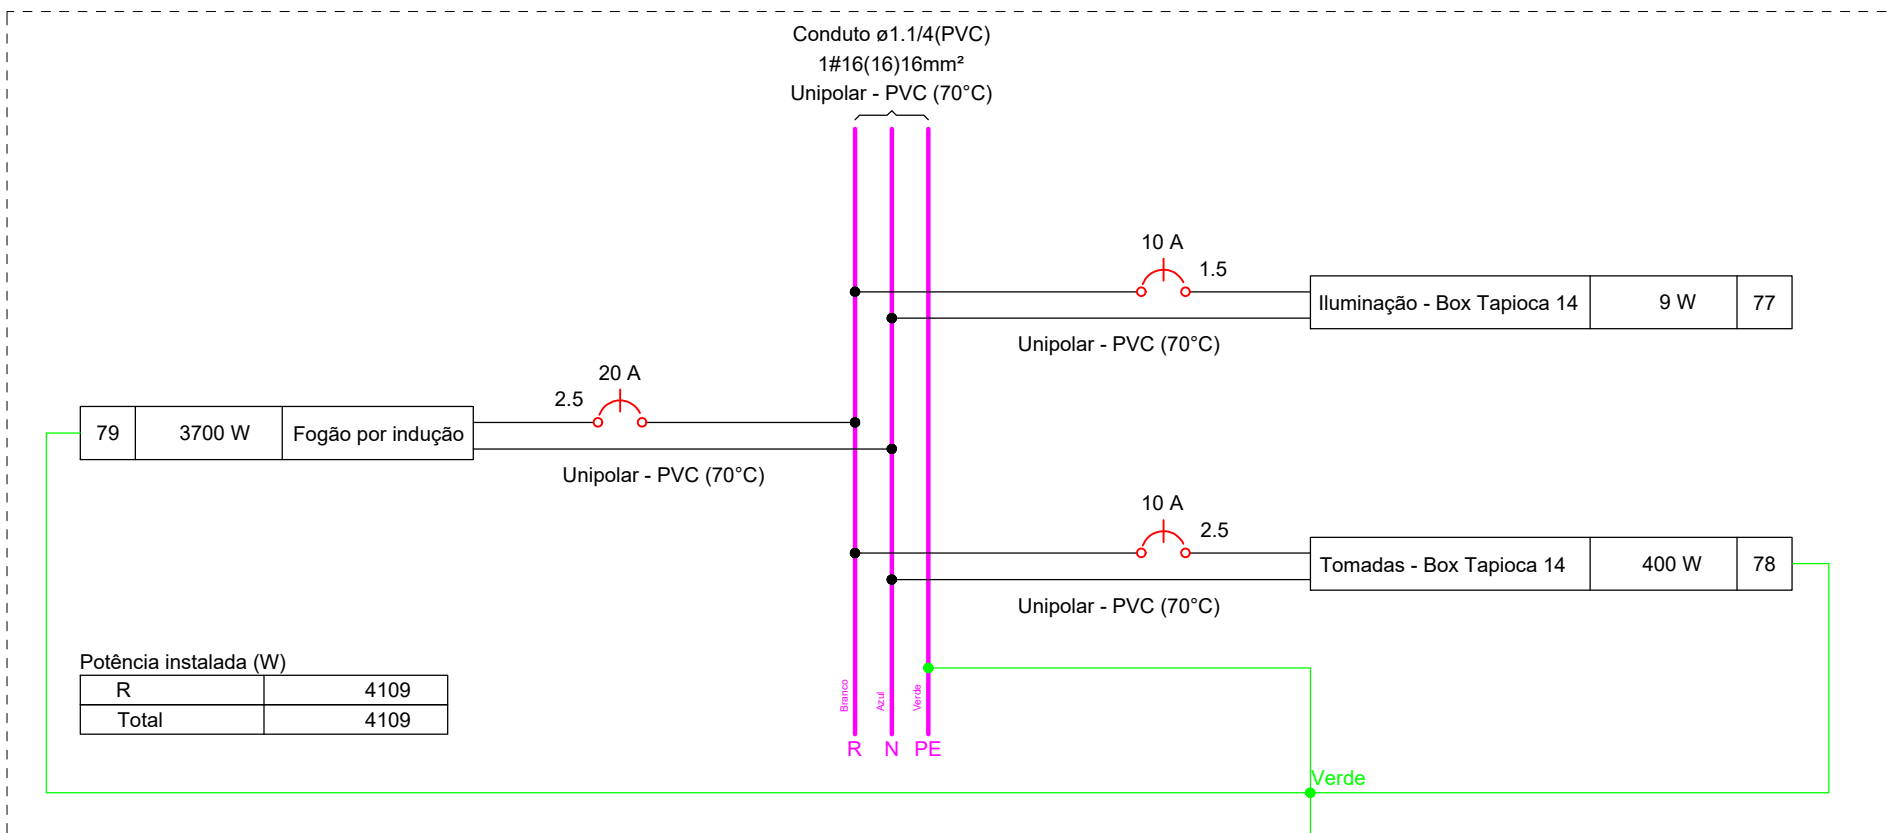 Conduto ø1.1/4(PVC)
1#16(16)16mm²
Unipolar - PVC (70°C)
10 A
1.5
Iluminação - Box Tapioca 14 9 W 77
Unipolar - PVC (70°C)
20 A
2.5
79 3700 W Fogão por indução
Unipolar - PVC (70°C)
10 A
2.5
Tomadas - Box Tapioca 14 400 W 78
Unipolar - PVC (70°C)
Potência instalada (W)
R 4109
Total 4109
Branco
Azul
Verde
R N PE
Verde